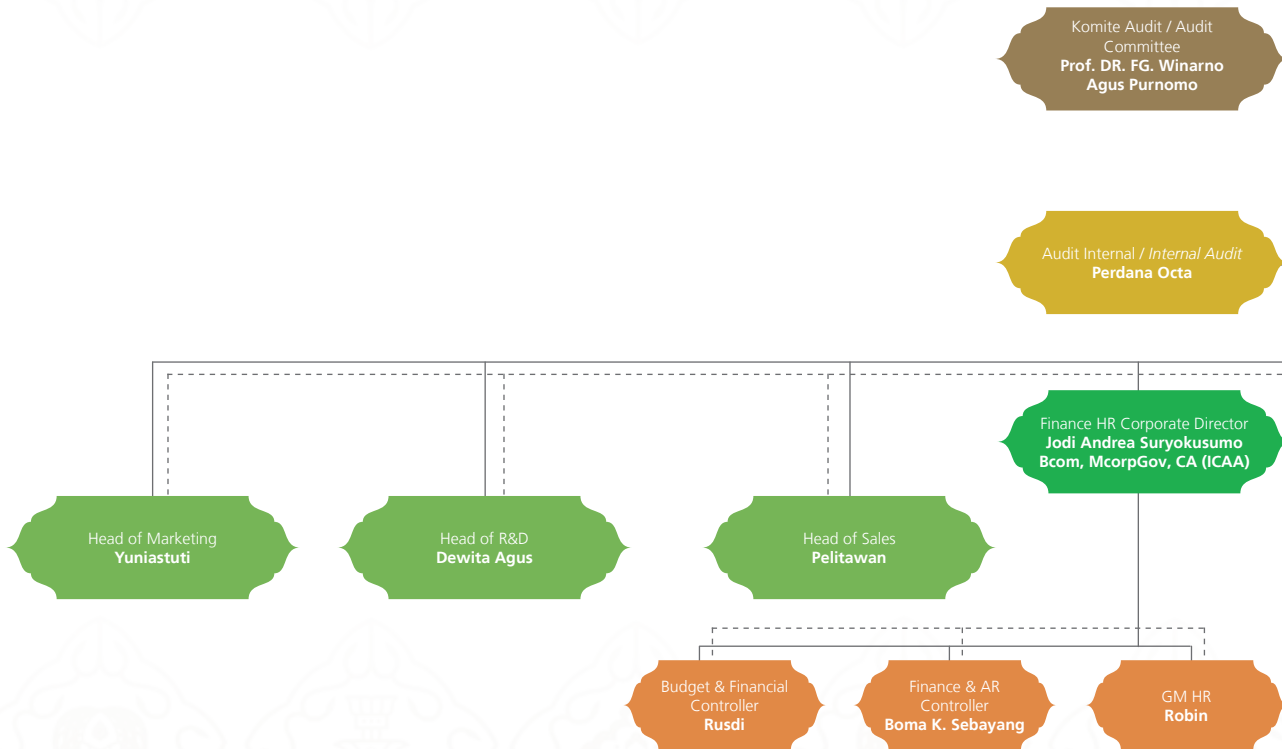 Komite Audit / Audit
Committee
Prof. DR. FG. Winarno
Agus Purnomo
Audit Internal / Internal Audit
Perdana Octa
Finance HR Corporate Director
Jodi Andrea Suryokusumo
Bcom, McorpGov, CA (ICAA)
Head of Marketing
Yuniastuti
Head of R&D
Dewita Agus
Head of Sales
Pelitawan
Budget & Financial
Controller
Rusdi
Finance & AR
Controller
Boma K. Sebayang
GM HR
Robin